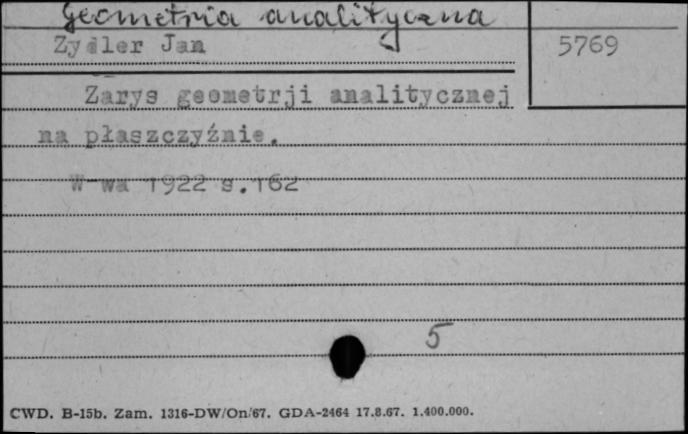 Geometria analityczna
Zydler Jan
5769
Zarys geometrji analitycznej
na płaszczyźnie.
W-wa 1922 s.162
5
CWD. B-15b. Zam. 1316-DW/On/67. GDA-2464 17.8.67. 1.400.000.